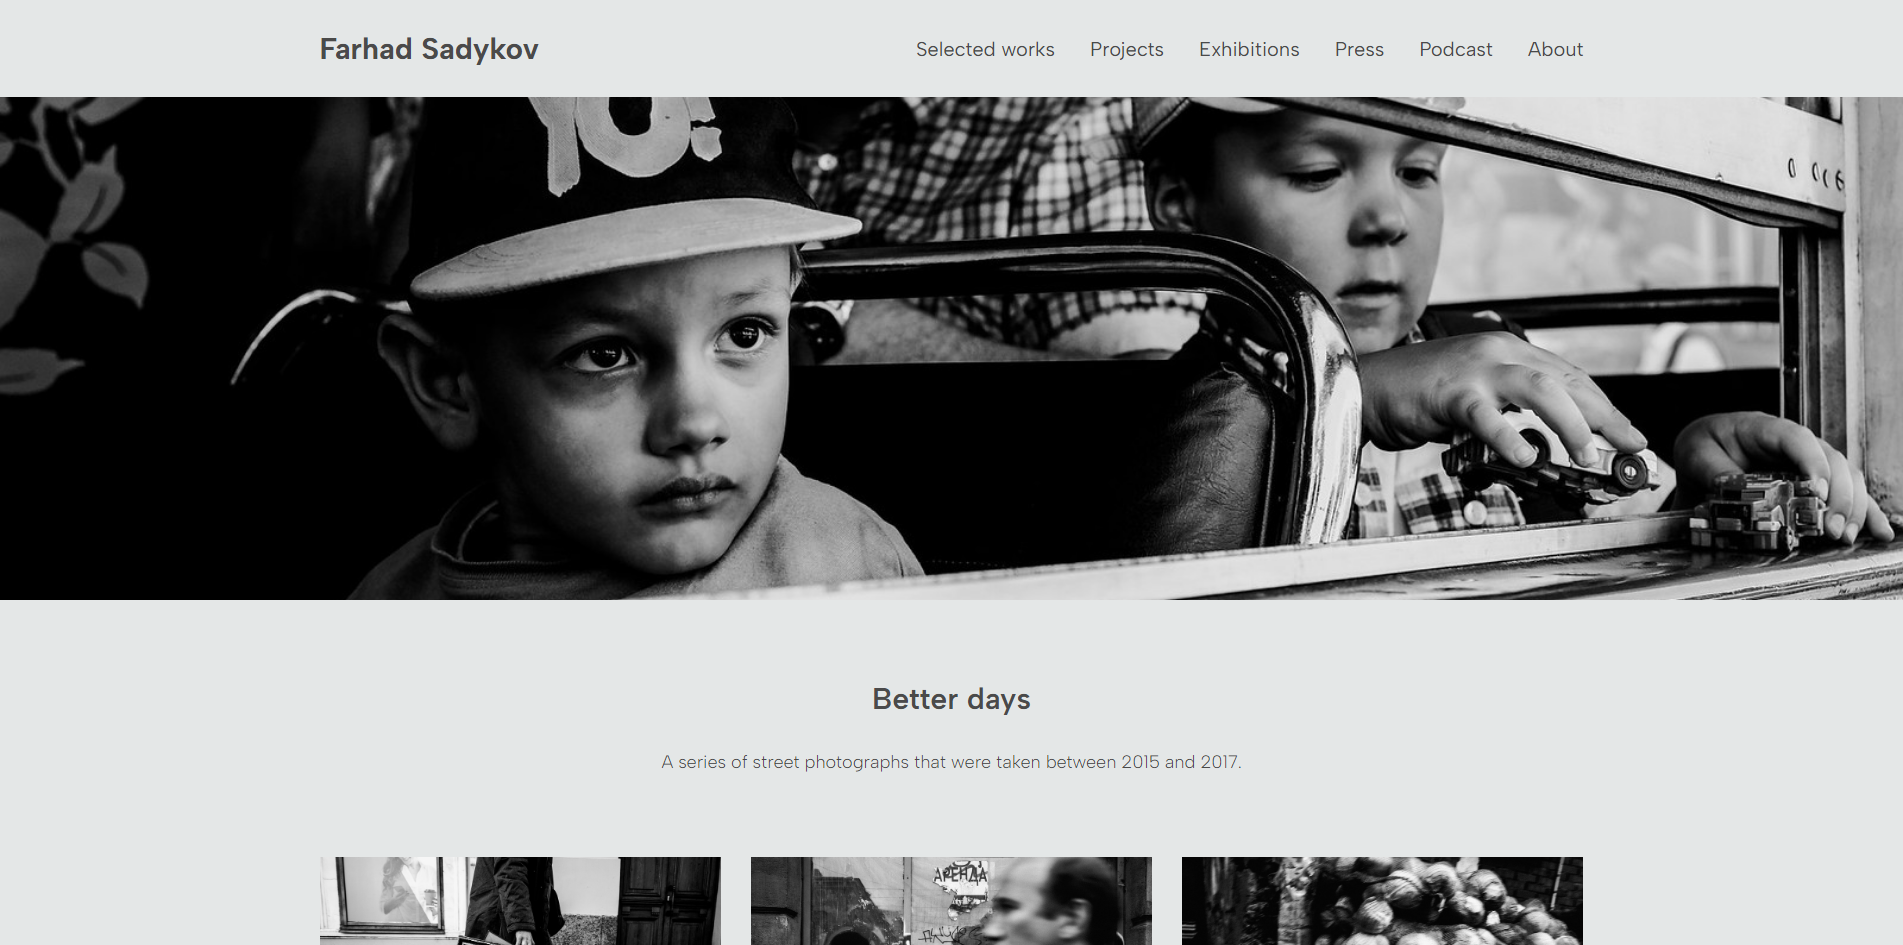 Farhad Sadykov
Selected works Projects Exhibitions Press Podcast About
YO!
Better days
A series of street photographs that were taken between 2015 and 2017.
АРЕНДА